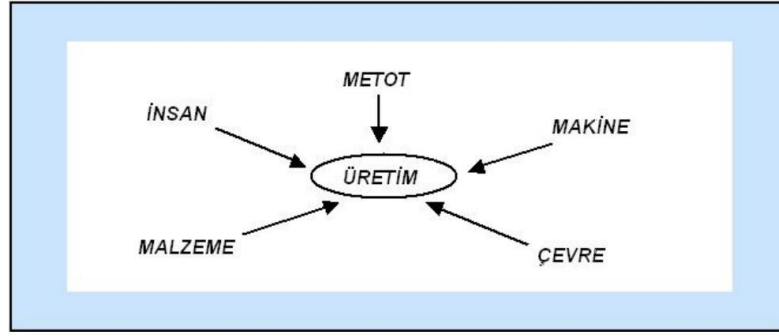 METOT
İNSAN
MAKİNE
ÜRETİM
MALZEME
ÇEVRE